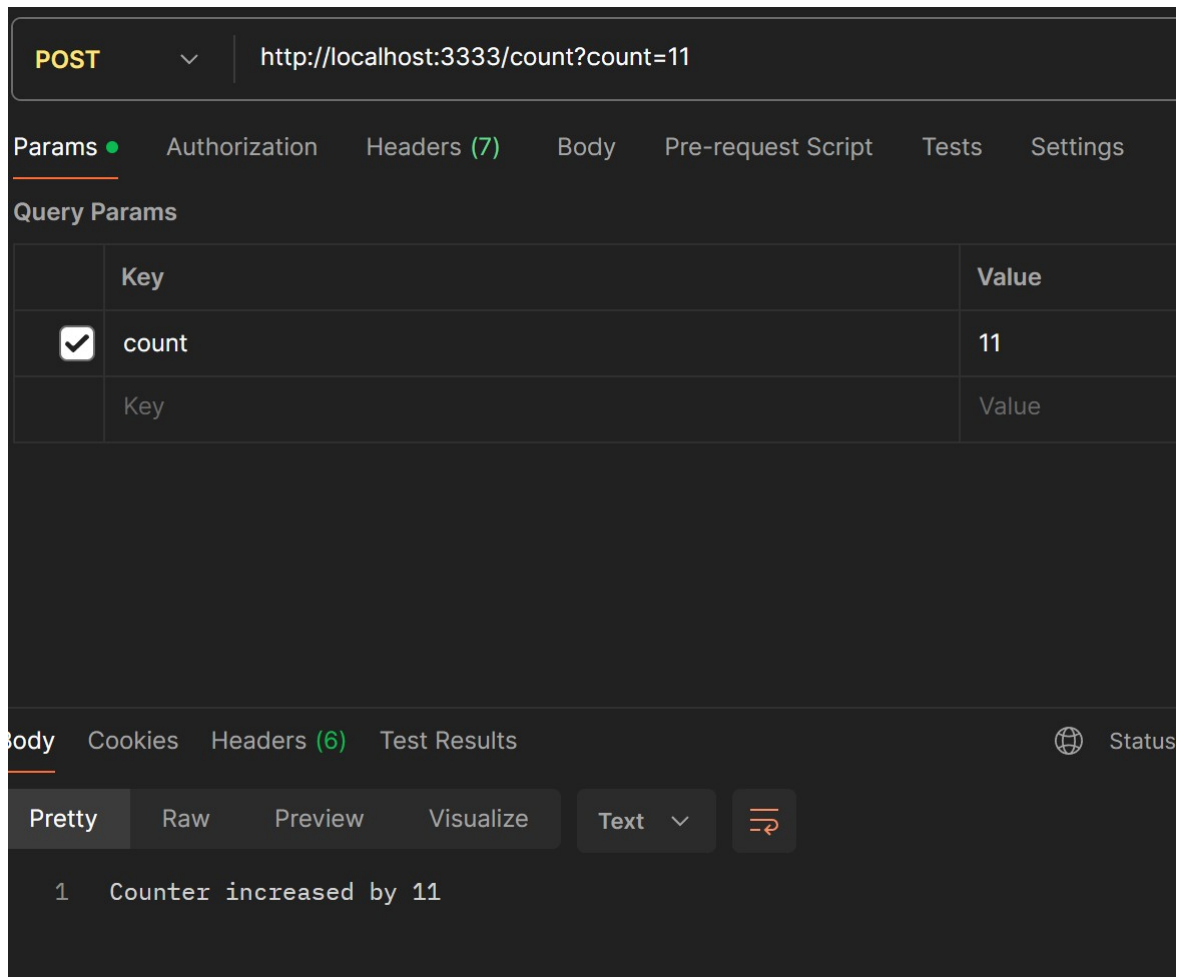 POST http://localhost:3333/count?count=11
Params Authorization Headers (7) Body Pre-request Script Tests Settings
Query Params
Key Value
count 11
Key Value
Body Cookies Headers (6) Test Results Status
Pretty Raw Preview Visualize Text
1 Counter increased by 11